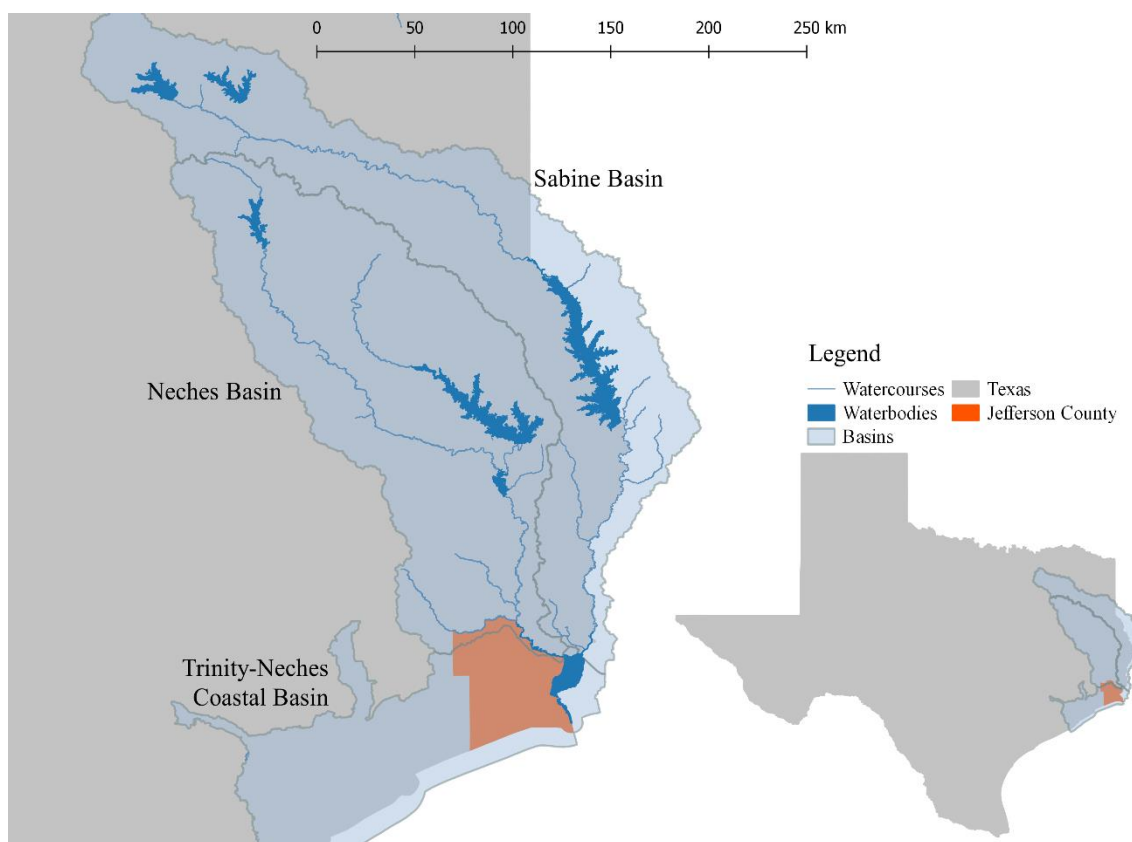 0 50 100 150 200 250 km
Sabine Basin
Neches Basin
Trinity-Neches
Coastal Basin
Legend
Watercourses
Texas
Waterbodies
Jefferson County
Basins